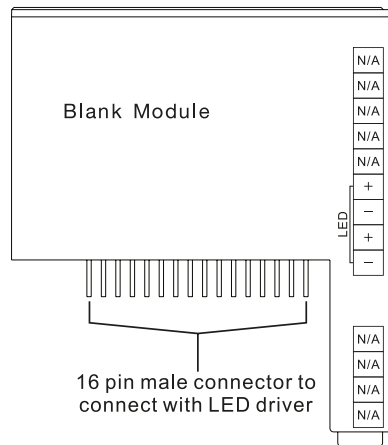 Blank Module
N/A
N/A
N/A
N/A
N/A
+
−
+
−
LED
N/A
N/A
N/A
N/A
16 pin male connector to
connect with LED driver